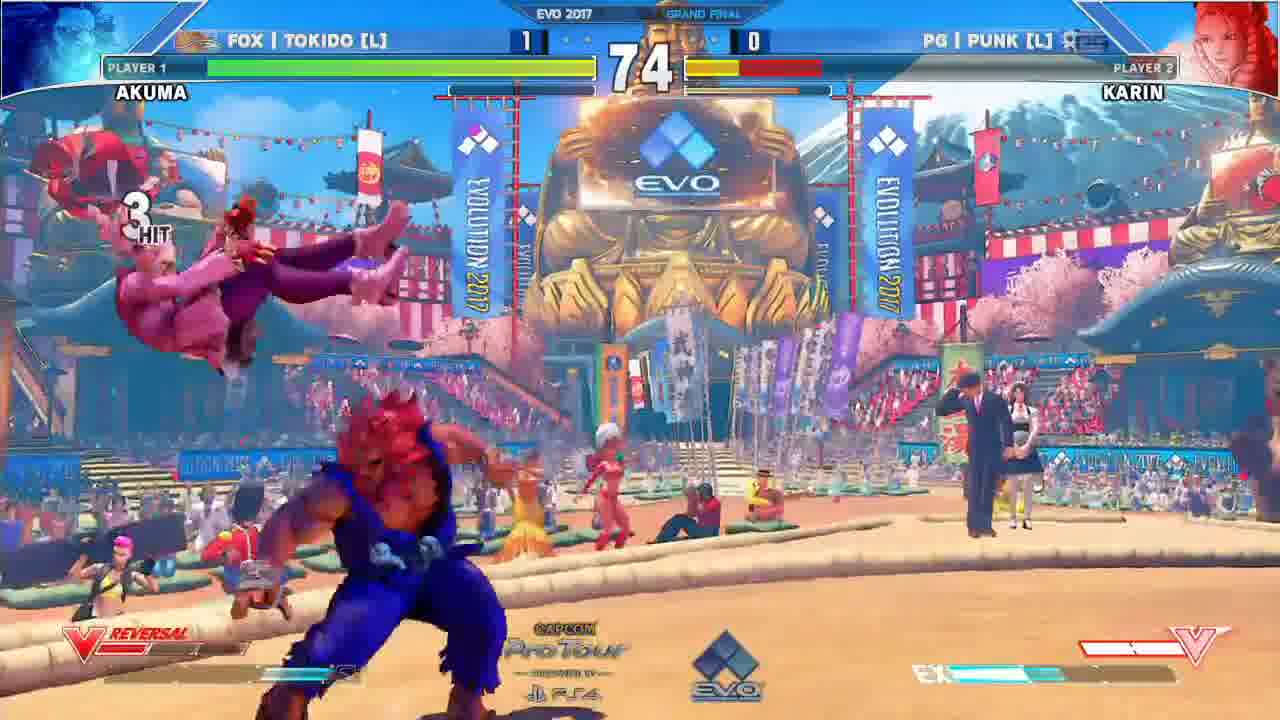 EVO 2017
GRAND FINAL
FOX | TOKIDO [L]
1
74
0
PG | PUNK [L]
PLAYER 1
PLAYER 2
AKUMA
KARIN
EVO
3
HIT
EVOLUTION 2017
EVOLUTION 2017
V REVERSAL
V
EX
CAPCOM
Pro Tour
PS4
EVO